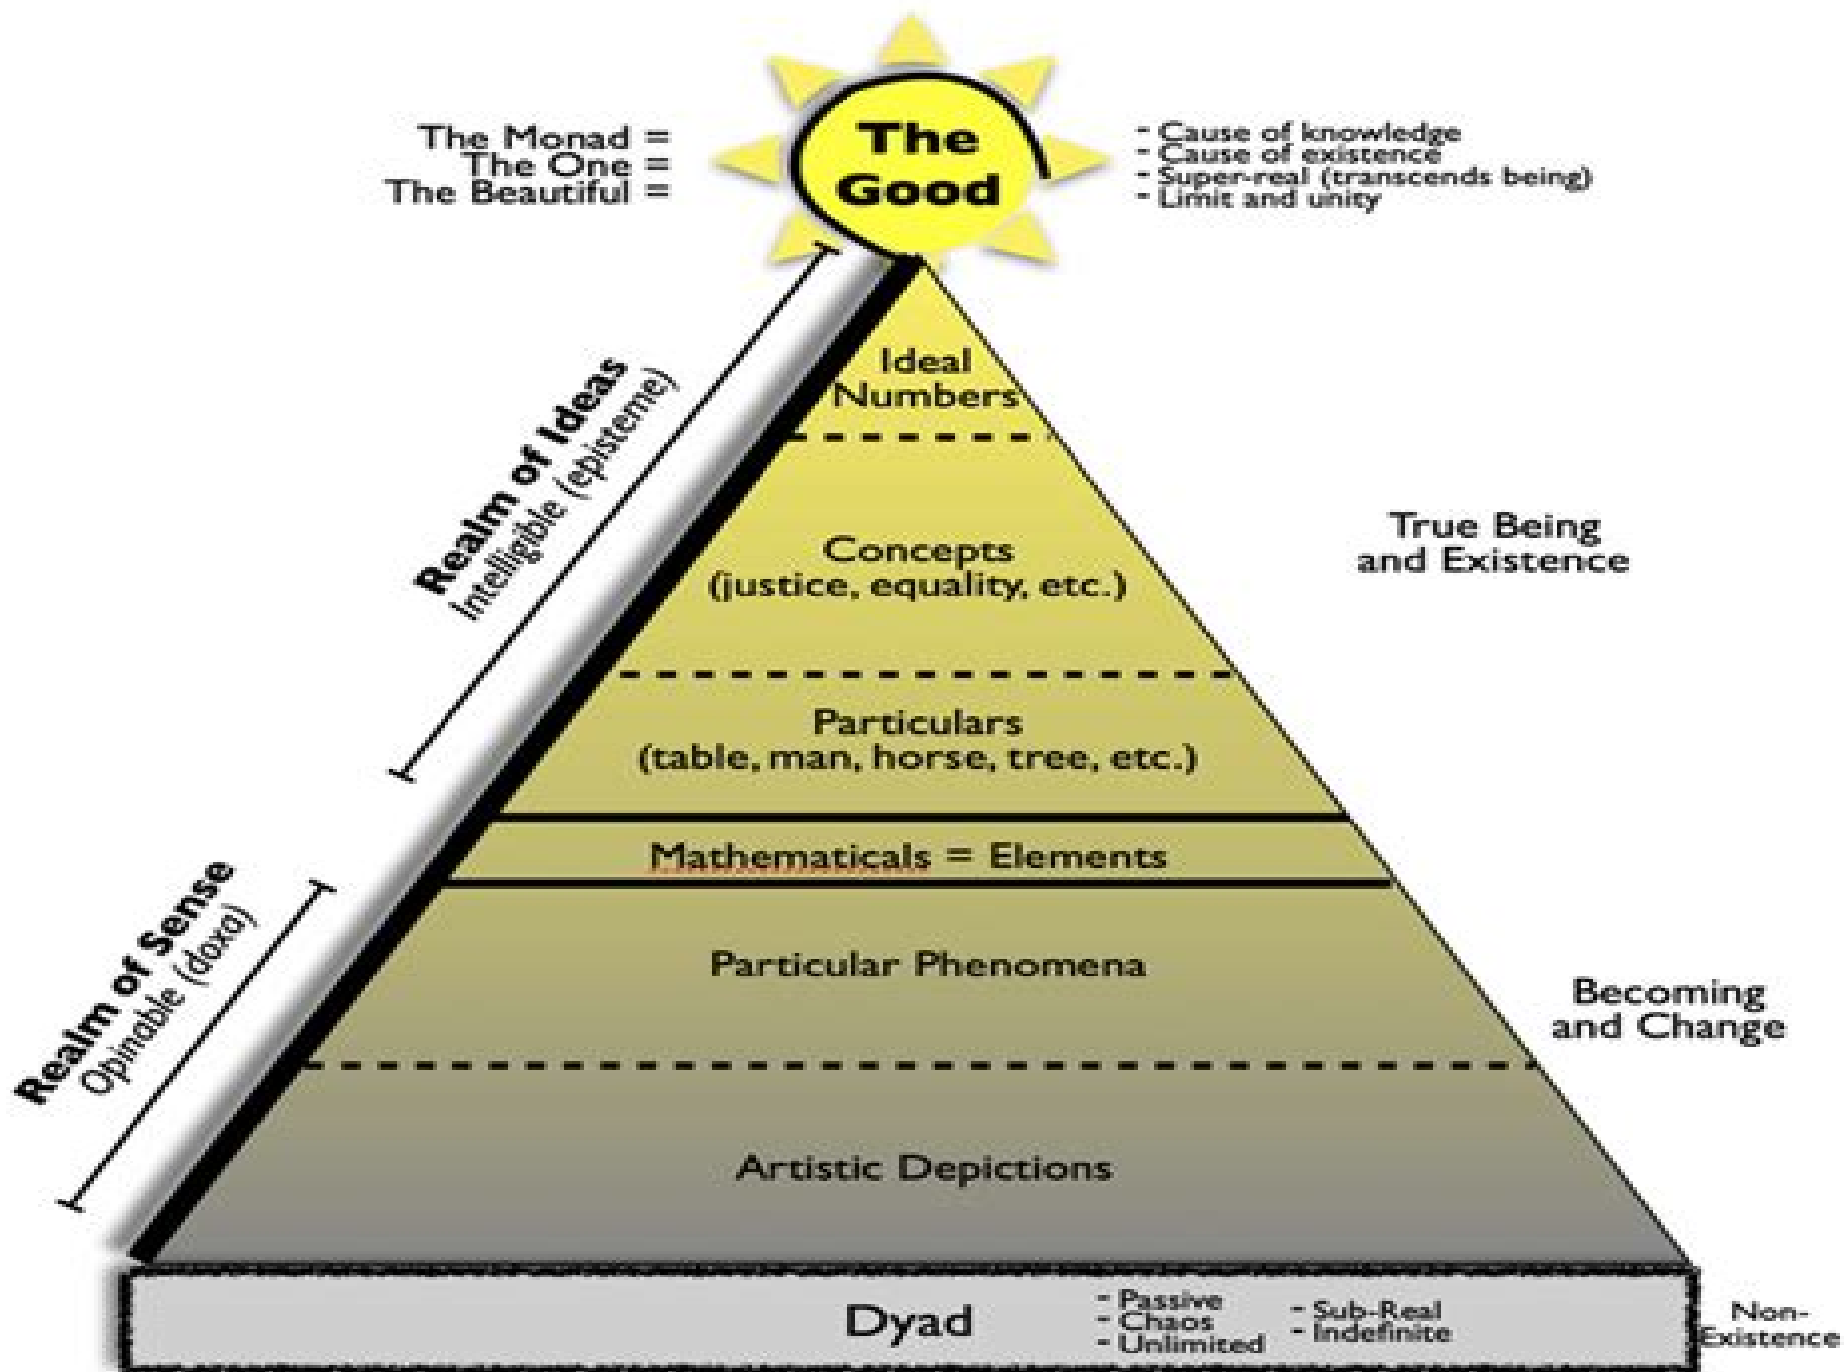 The Monad =
The One =
The Beautiful =
The
Good
- Cause of knowledge
- Cause of existence
- Super-real (transcends being)
- Limit and unity
Realm of Ideas
Intelligible (episteme)
Ideal
Numbers
Concepts
(justice, equality, etc.)
True Being
and Existence
Particulars
(table, man, horse, tree, etc.)
Mathematicals = Elements
Realm of Sense
Opinable (doxa)
Particular Phenomena
Becoming
and Change
Artistic Depictions
Dyad
- Passive
- Chaos
- Unlimited
- Sub-Real
- Indefinite
Non-
Existence